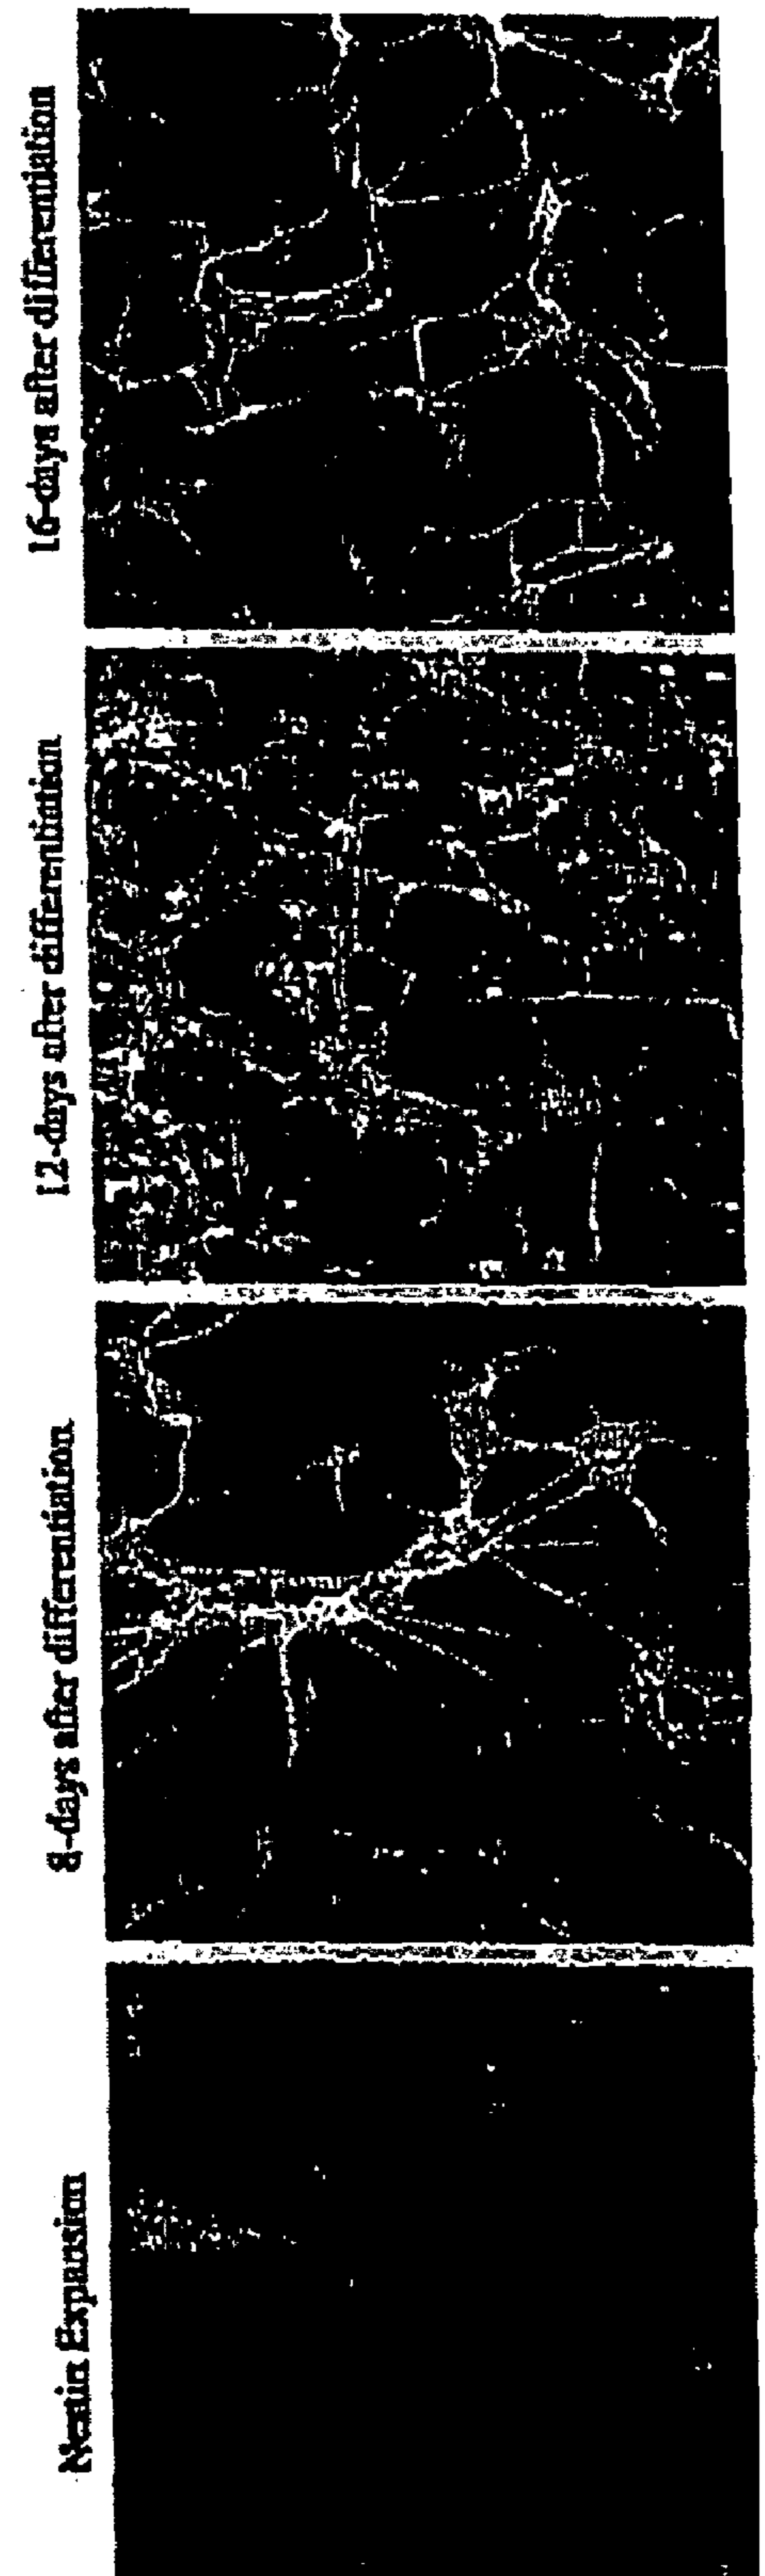 Nestin Expansion
8-days after differentiation
12-days after differentiation
16-days after differentiation